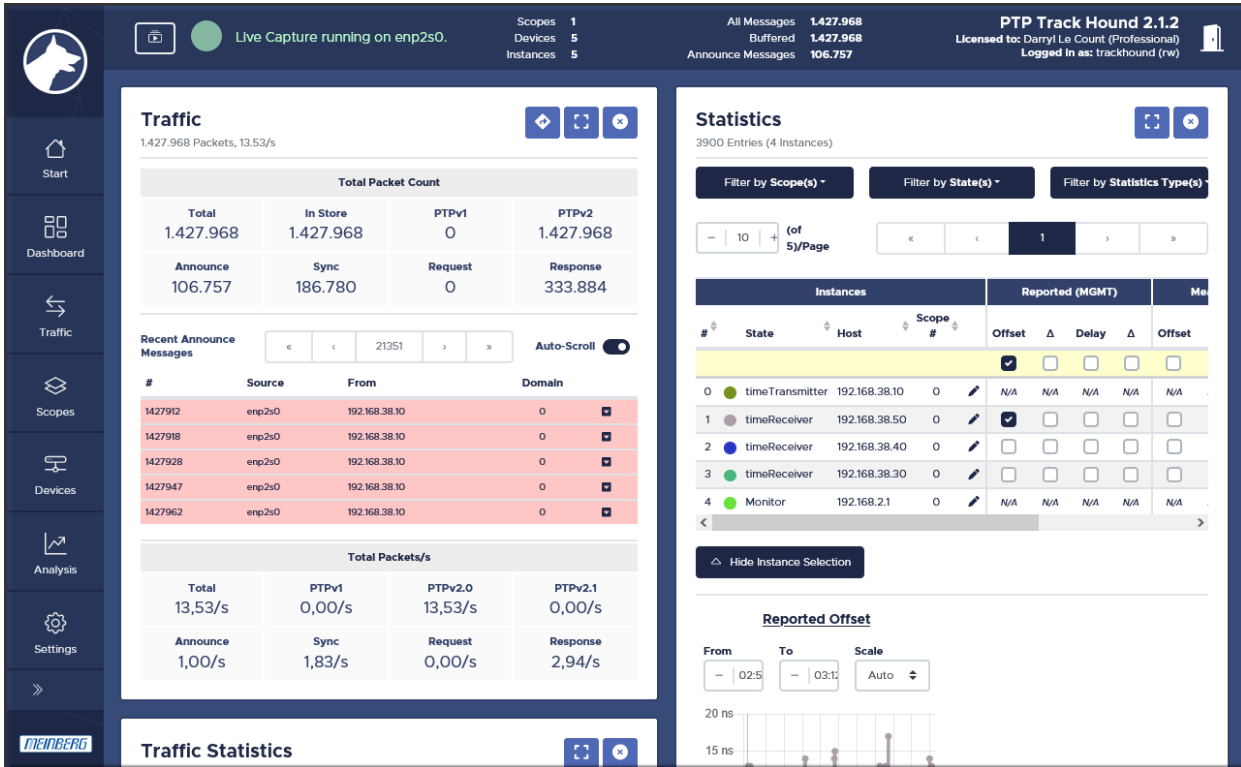 Live Capture running on enp2s0.
Scopes 1
Devices 5
Instances 5
All Messages 1.427.968
Buffered 1.427.968
Announce Messages 106.757
PTP Track Hound 2.1.2
Licensed to: Darryl Le Count (Professional)
Logged in as: trackhound (rw)
Start
Dashboard
Traffic
Scopes
Devices
Analysis
Settings
MEINBERG
Traffic
1.427.968 Packets, 13.53/s
Total Packet Count
Total In Store PTPv1 PTPv2
1.427.968 1.427.968 0 1.427.968
Announce Sync Request Response
106.757 186.780 0 333.884
Recent Announce
Messages
« ‹ 21351 › »
Auto-Scroll
# Source From Domain
1427912 enp2s0 192.168.38.10 0
1427918 enp2s0 192.168.38.10 0
1427928 enp2s0 192.168.38.10 0
1427947 enp2s0 192.168.38.10 0
1427962 enp2s0 192.168.38.10 0
Total Packets/s
Total PTPv1 PTPv2.0 PTPv2.1
13,53/s 0,00/s 13,53/s 0,00/s
Announce Sync Request Response
1,00/s 1,83/s 0,00/s 2,94/s
Traffic Statistics
Statistics
3900 Entries (4 Instances)
Filter by Scope(s)
Filter by State(s)
Filter by Statistics Type(s)
− 10 + (of
5)/Page
« ‹ 1 › »
Instances Reported (MGMT) Mea
# State Host Scope
# Offset Δ Delay Δ Offset
0 timeTransmitter 192.168.38.10 0 N/A N/A N/A N/A N/A
1 timeReceiver 192.168.38.50 0
2 timeReceiver 192.168.38.40 0
3 timeReceiver 192.168.38.30 0
4 Monitor 192.168.2.1 0 N/A N/A N/A N/A N/A
Hide Instance Selection
Reported Offset
From To Scale
− 02:5 − 03:12 Auto
20 ns
15 ns